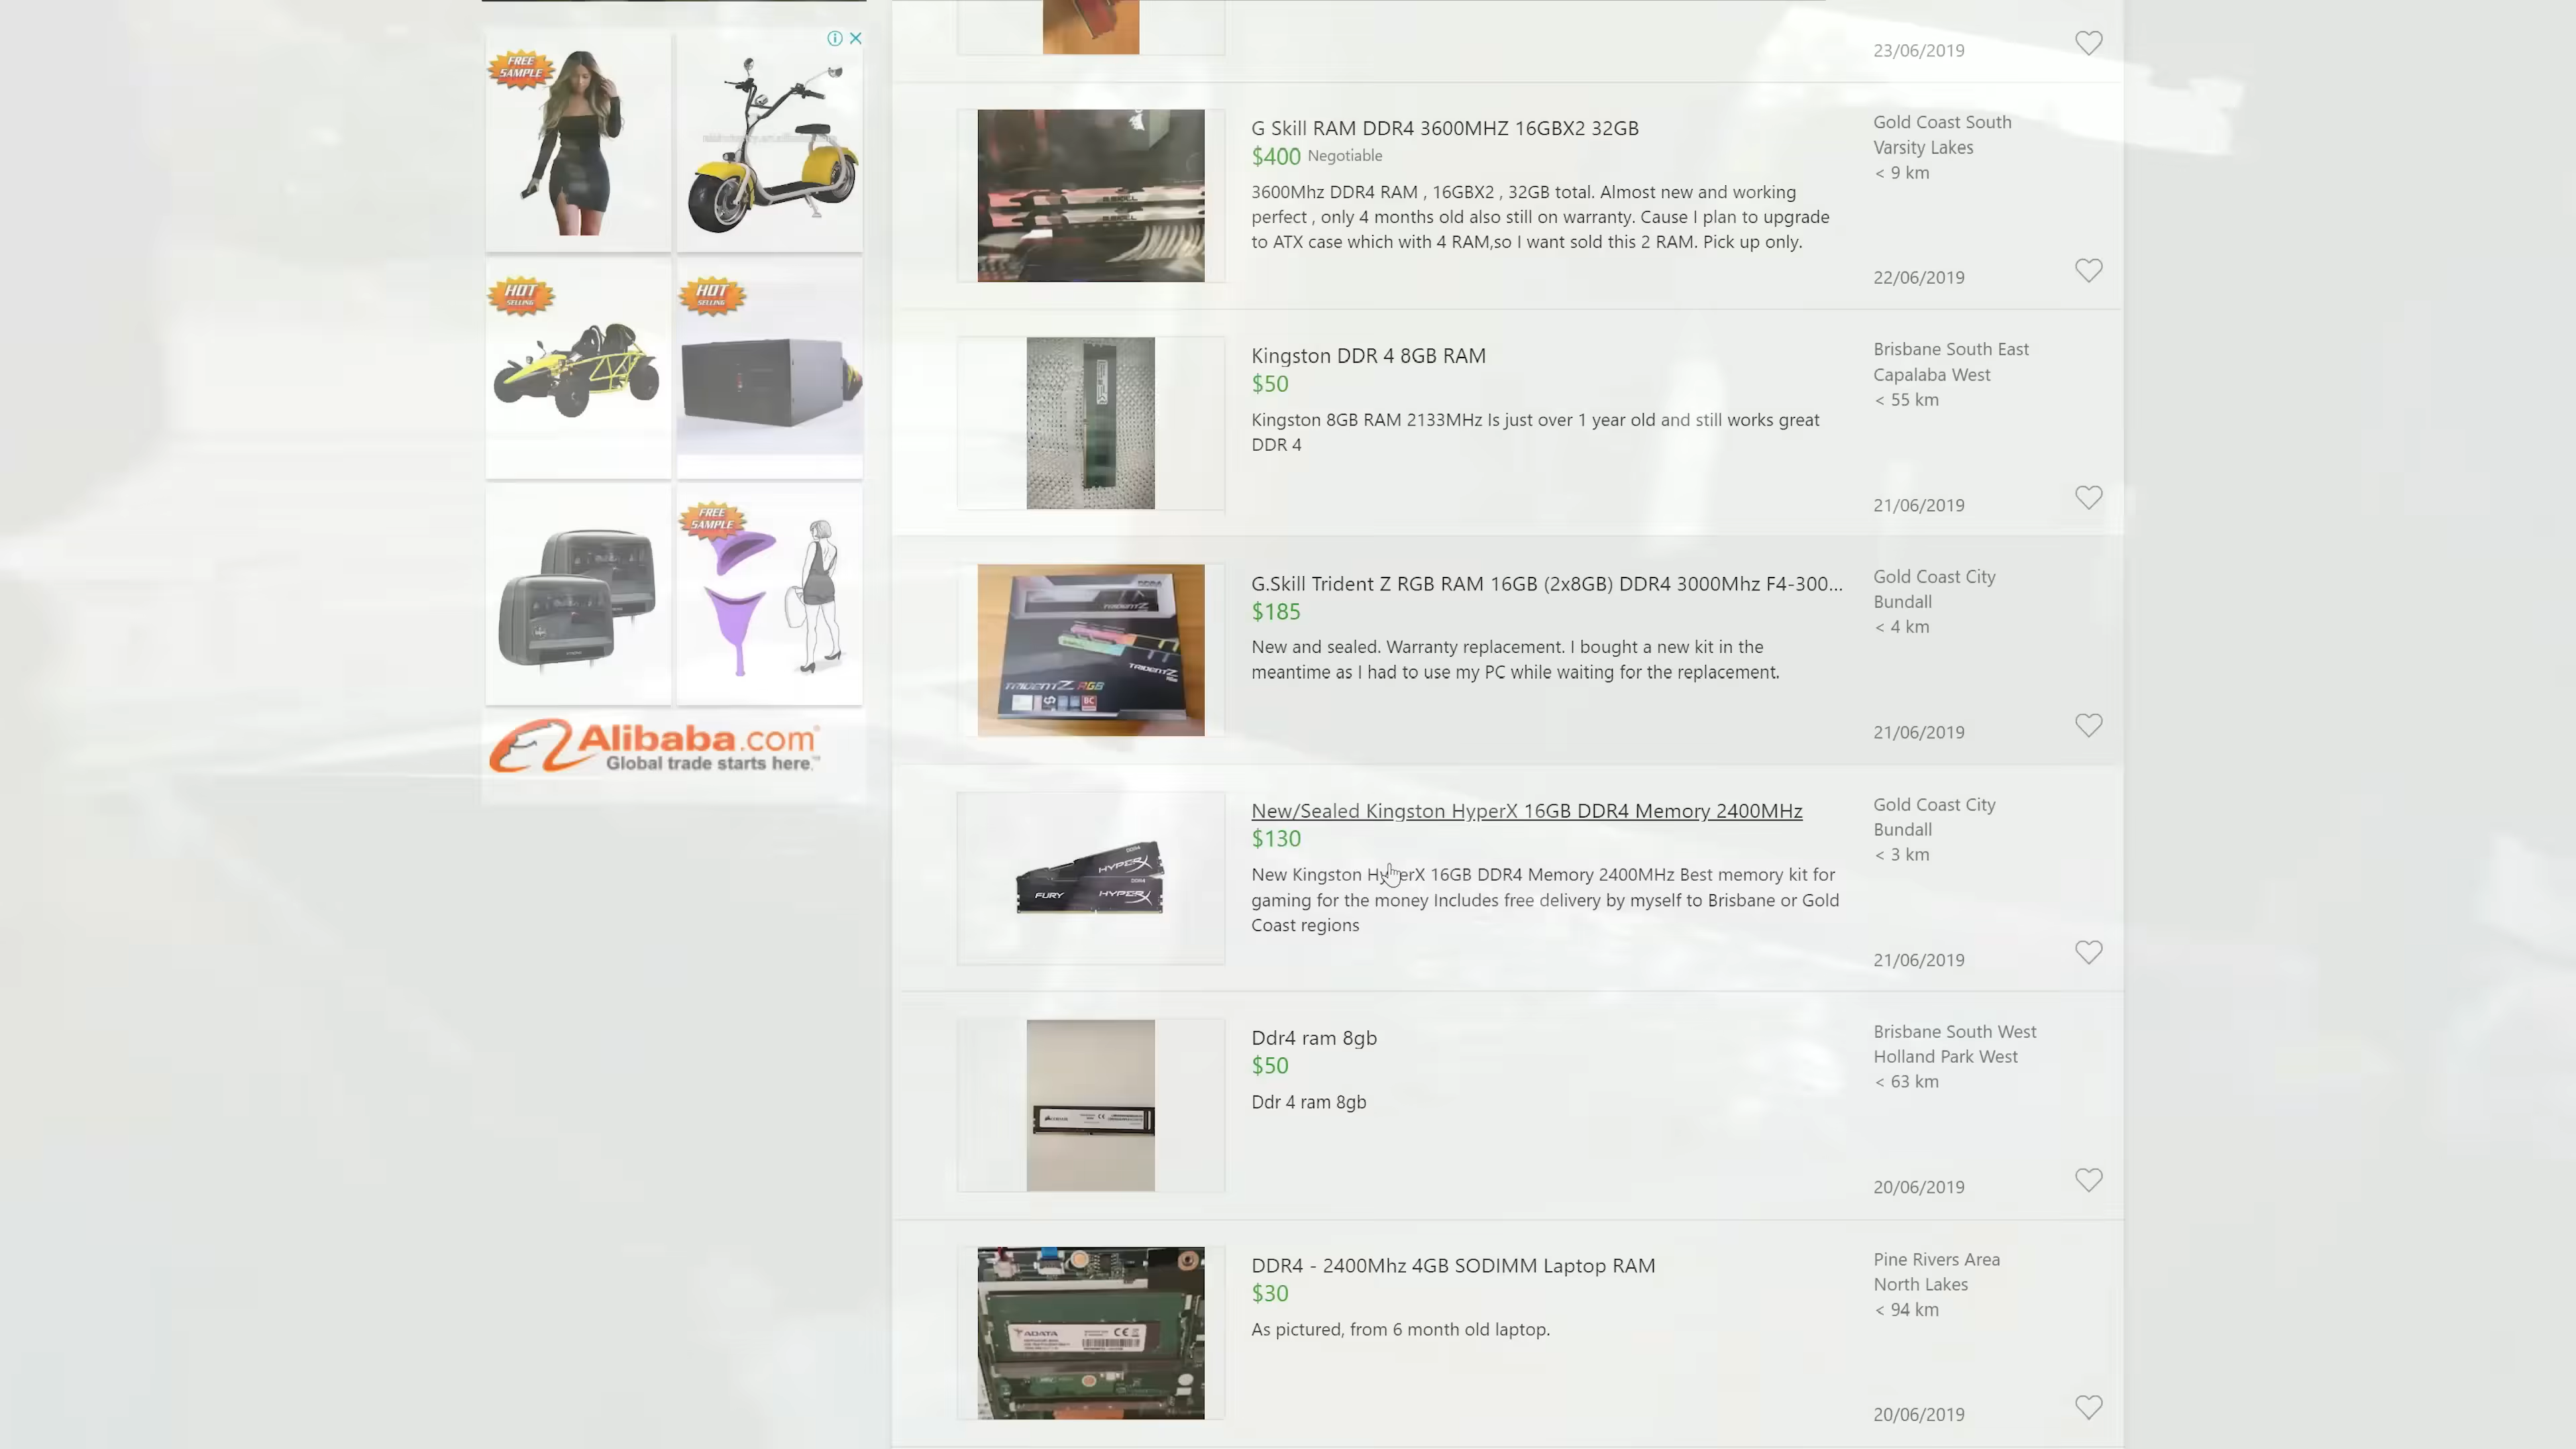 FREE
SAMPLE
HOT
SELLING
HOT
SELLING
FREE
SAMPLE
Alibaba.com
Global trade starts here.
23/06/2019
G Skill RAM DDR4 3600MHZ 16GBX2 32GB
$400 Negotiable
3600Mhz DDR4 RAM , 16GBX2 , 32GB total. Almost new and working
perfect , only 4 months old also still on warranty. Cause I plan to upgrade
to ATX case which with 4 RAM,so I want sold this 2 RAM. Pick up only.
Gold Coast South
Varsity Lakes
< 9 km
22/06/2019
Kingston DDR 4 8GB RAM
$50
Kingston 8GB RAM 2133MHz Is just over 1 year old and still works great
DDR 4
Brisbane South East
Capalaba West
< 55 km
21/06/2019
TRIDENTZ
TRIDENTZ RGB
G.Skill Trident Z RGB RAM 16GB (2x8GB) DDR4 3000Mhz F4-300...
$185
New and sealed. Warranty replacement. I bought a new kit in the
meantime as I had to use my PC while waiting for the replacement.
Gold Coast City
Bundall
< 4 km
21/06/2019
DDR4
HYPERX
DDR4
FURY HYPERX
New/Sealed Kingston HyperX 16GB DDR4 Memory 2400MHz
$130
New Kingston HyperX 16GB DDR4 Memory 2400MHz Best memory kit for
gaming for the money Includes free delivery by myself to Brisbane or Gold
Coast regions
Gold Coast City
Bundall
< 3 km
21/06/2019
Ddr4 ram 8gb
$50
Ddr 4 ram 8gb
Brisbane South West
Holland Park West
< 63 km
20/06/2019
ADATA
DDR4 - 2400Mhz 4GB SODIMM Laptop RAM
$30
As pictured, from 6 month old laptop.
Pine Rivers Area
North Lakes
< 94 km
20/06/2019